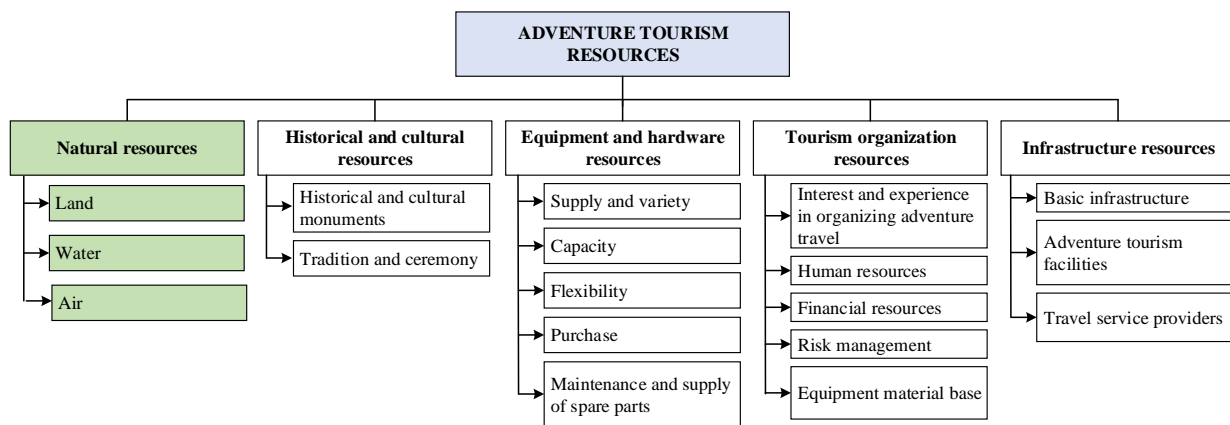 ADVENTURE TOURISM
RESOURCES
Natural resources
Land
Water
Air
Historical and cultural
resources
Historical and cultural
monuments
Tradition and ceremony
Equipment and hardware
resources
Supply and variety
Capacity
Flexibility
Purchase
Maintenance and supply
of spare parts
Tourism organization
resources
Interest and experience
in organizing adventure
travel
Human resources
Financial resources
Risk management
Equipment material base
Infrastructure resources
Basic infrastructure
Adventure tourism
facilities
Travel service providers